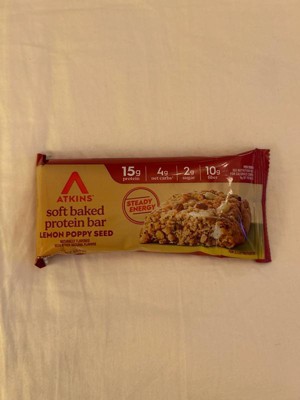 15g protein
4g net carbs
2g sugar
10g fiber
ATKINS
soft baked
protein bar
LEMON POPPY SEED
STEADY
ENERGY